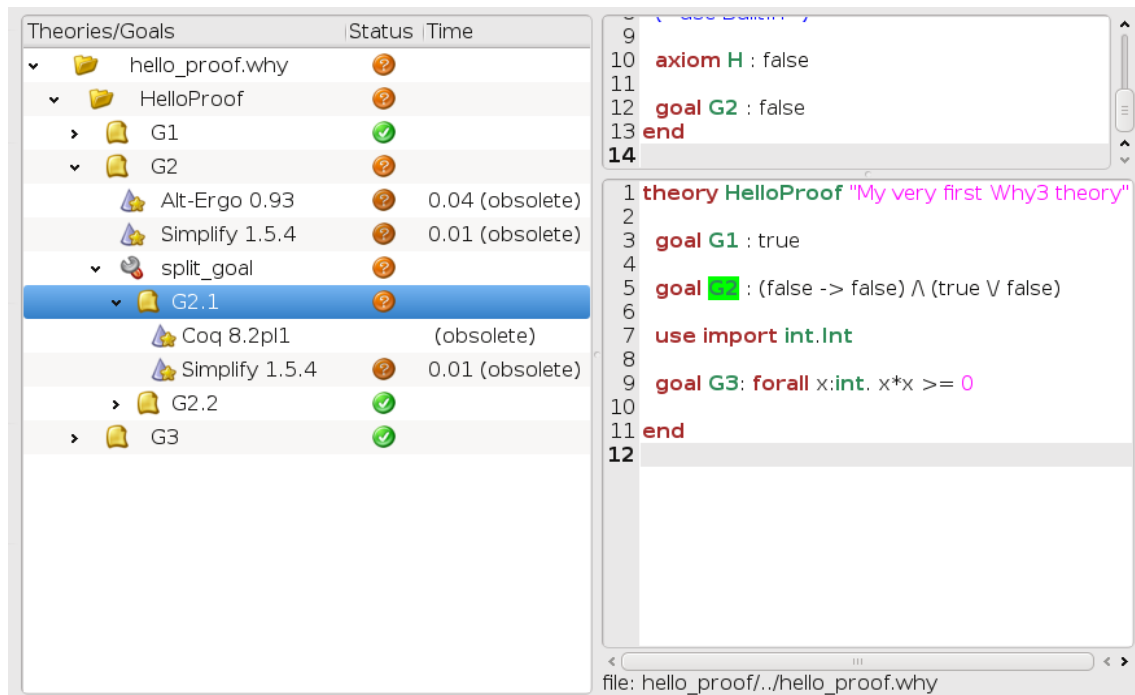 Theories/Goals Status Time
hello_proof.why
HelloProof
G1
G2
Alt-Ergo 0.93 0.04 (obsolete)
Simplify 1.5.4 0.01 (obsolete)
split_goal
G2.1
Coq 8.2pl1 (obsolete)
Simplify 1.5.4 0.01 (obsolete)
G2.2
G3
9
10 axiom H : false
11
12 goal G2 : false
13 end
14
1 theory HelloProof "My very first Why3 theory"
2
3 goal G1 : true
4
5 goal G2 : (false -> false) /\ (true \/ false)
6
7 use import int.Int
8
9 goal G3: forall x:int. x*x >= 0
10
11 end
12
file: hello_proof/../hello_proof.why